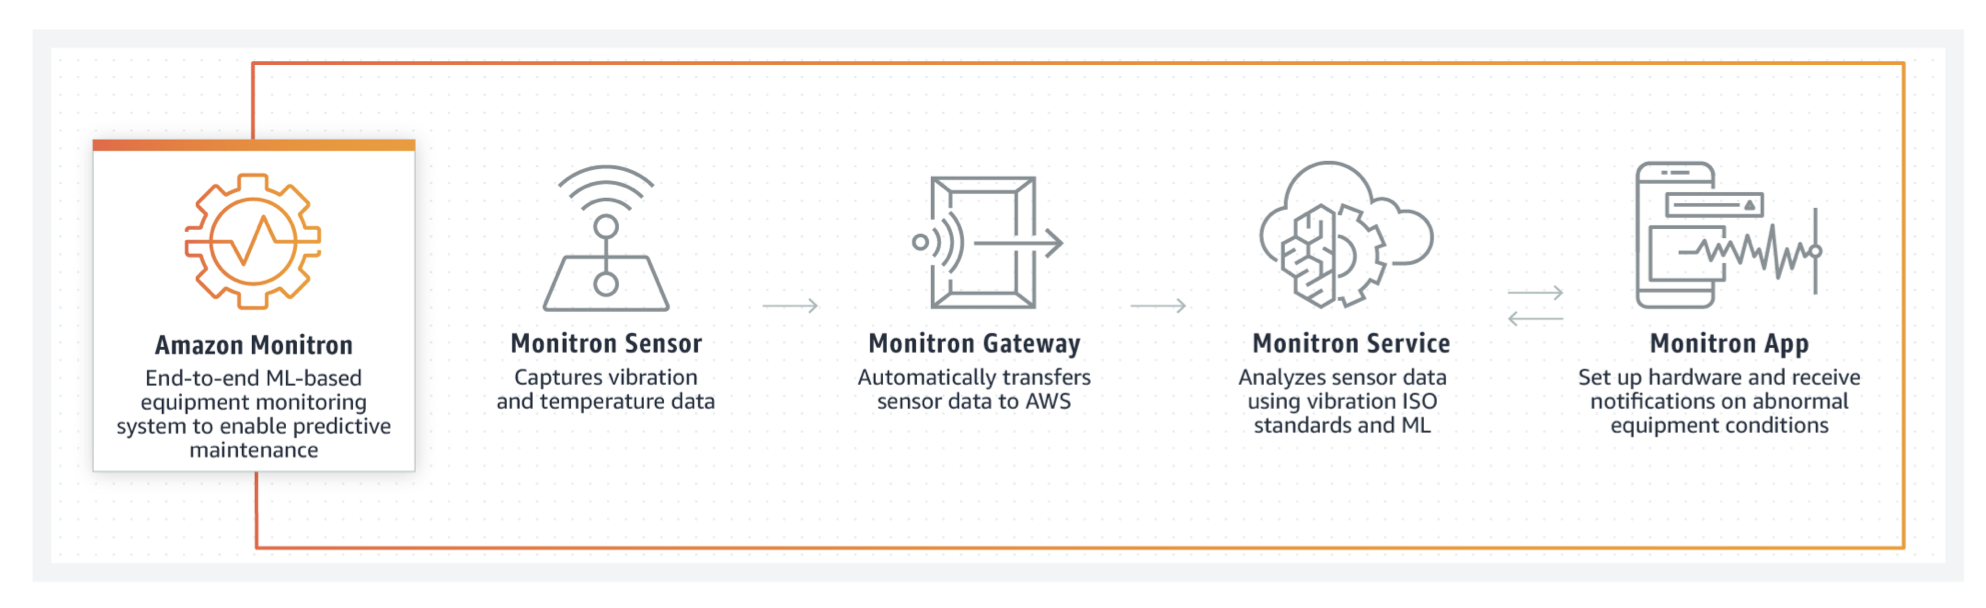 Amazon Monitron
End-to-end ML-based
equipment monitoring
system to enable predictive
maintenance
Monitron Sensor
Captures vibration
and temperature data
Monitron Gateway
Automatically transfers
sensor data to AWS
Monitron Service
Analyzes sensor data
using vibration ISO
standards and ML
Monitron App
Set up hardware and receive
notifications on abnormal
equipment conditions